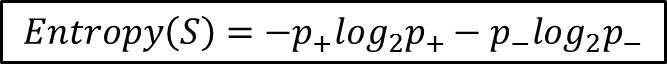 Entropy(S) = −p₊log₂p₊ − p₋log₂p₋